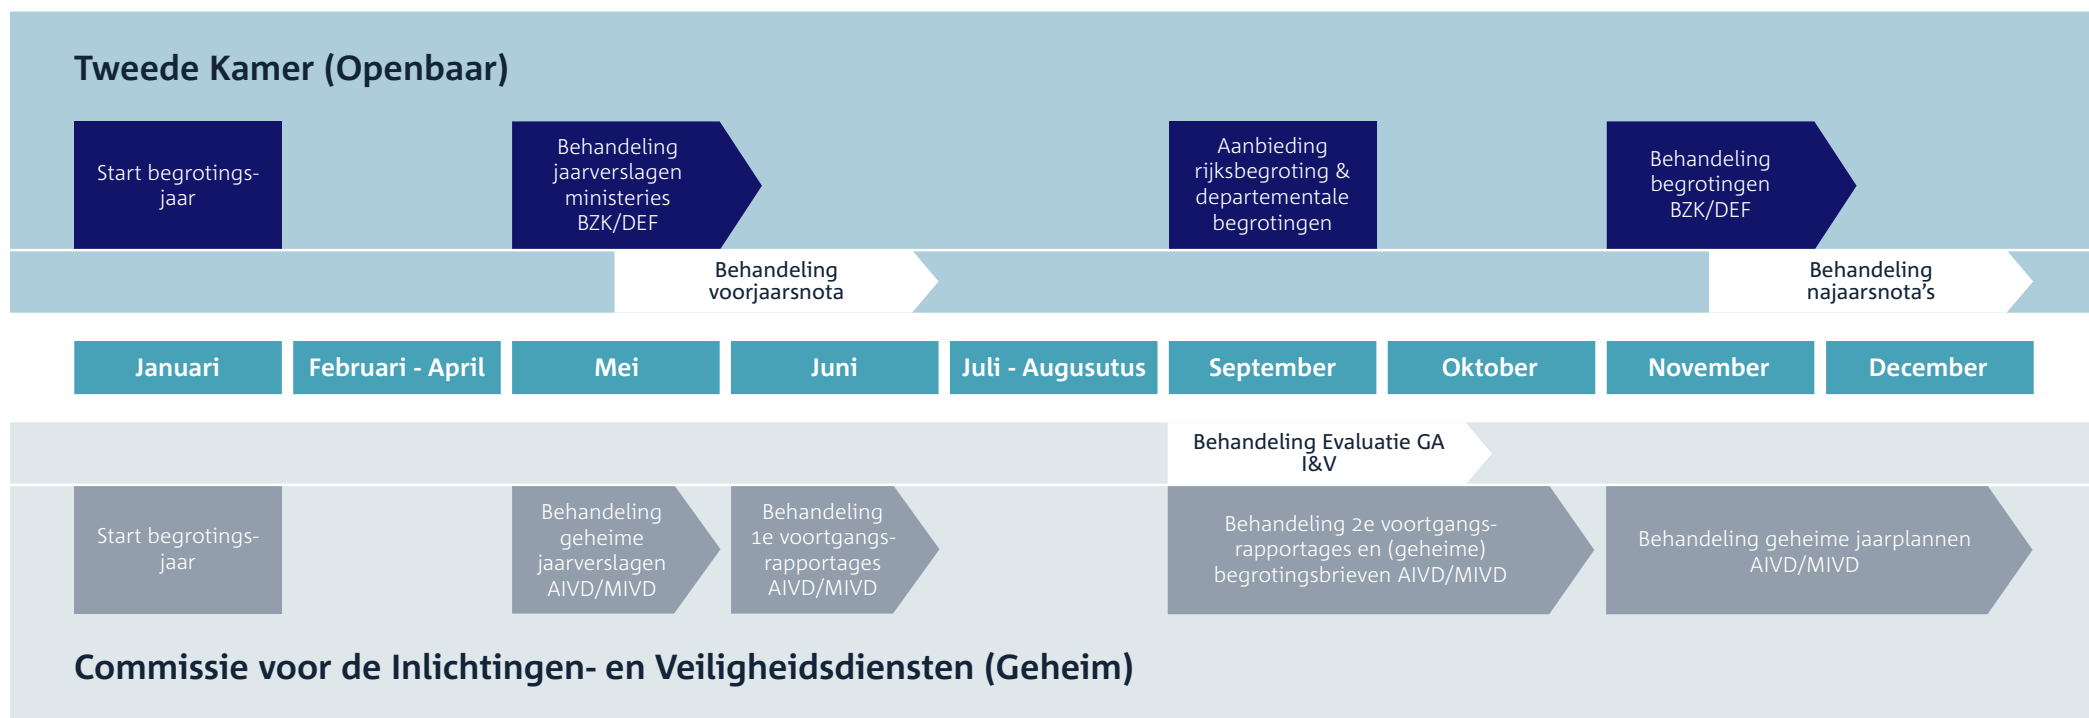 Tweede Kamer (Openbaar)
Start begrotings-
jaar
Behandeling
jaarverslagen
ministeries
BZK/DEF
Aanbieding
rijksbegroting &
departementale
begrotingen
Behandeling
begrotingen
BZK/DEF
Behandeling
voorjaarsnota
Behandeling
najaarsnota's
Januari
Februari - April
Mei
Juni
Juli - Augusutus
September
Oktober
November
December
Behandeling Evaluatie GA
I&V
Start begrotings-
jaar
Behandeling
geheime
jaarverslagen
AIVD/MIVD
Behandeling
1e voortgangs-
rapportages
AIVD/MIVD
Behandeling 2e voortgangs-
rapportages en (geheime)
begrotingsbrieven AIVD/MIVD
Behandeling geheime jaarplannen
AIVD/MIVD
Commissie voor de Inlichtingen- en Veiligheidsdiensten (Geheim)